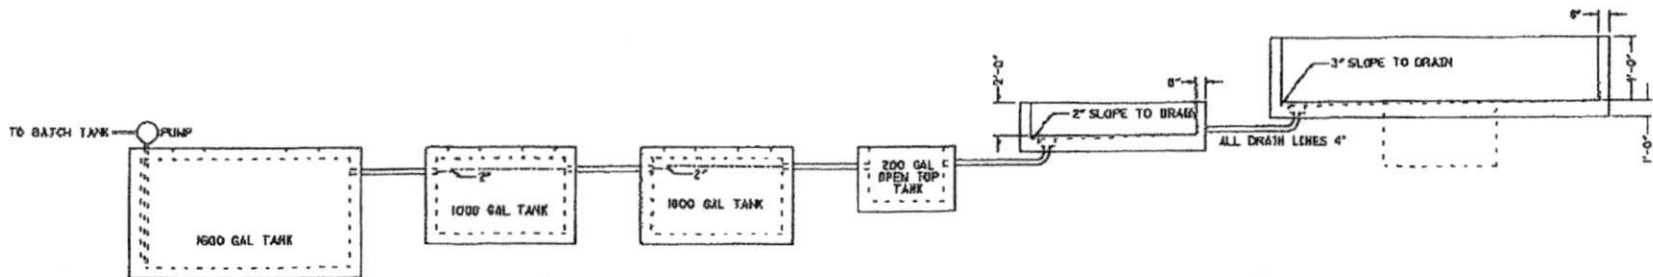 6"
2'-0"
8"
3" SLOPE TO DRAIN
1'-0"
2" SLOPE TO DRAIN
TO BATCH TANK
PUMP
ALL DRAIN LINES 4"
1'-0"
200 GAL
OPEN TOP
TANK
2"
2"
1000 GAL TANK
1000 GAL TANK
1600 GAL TANK